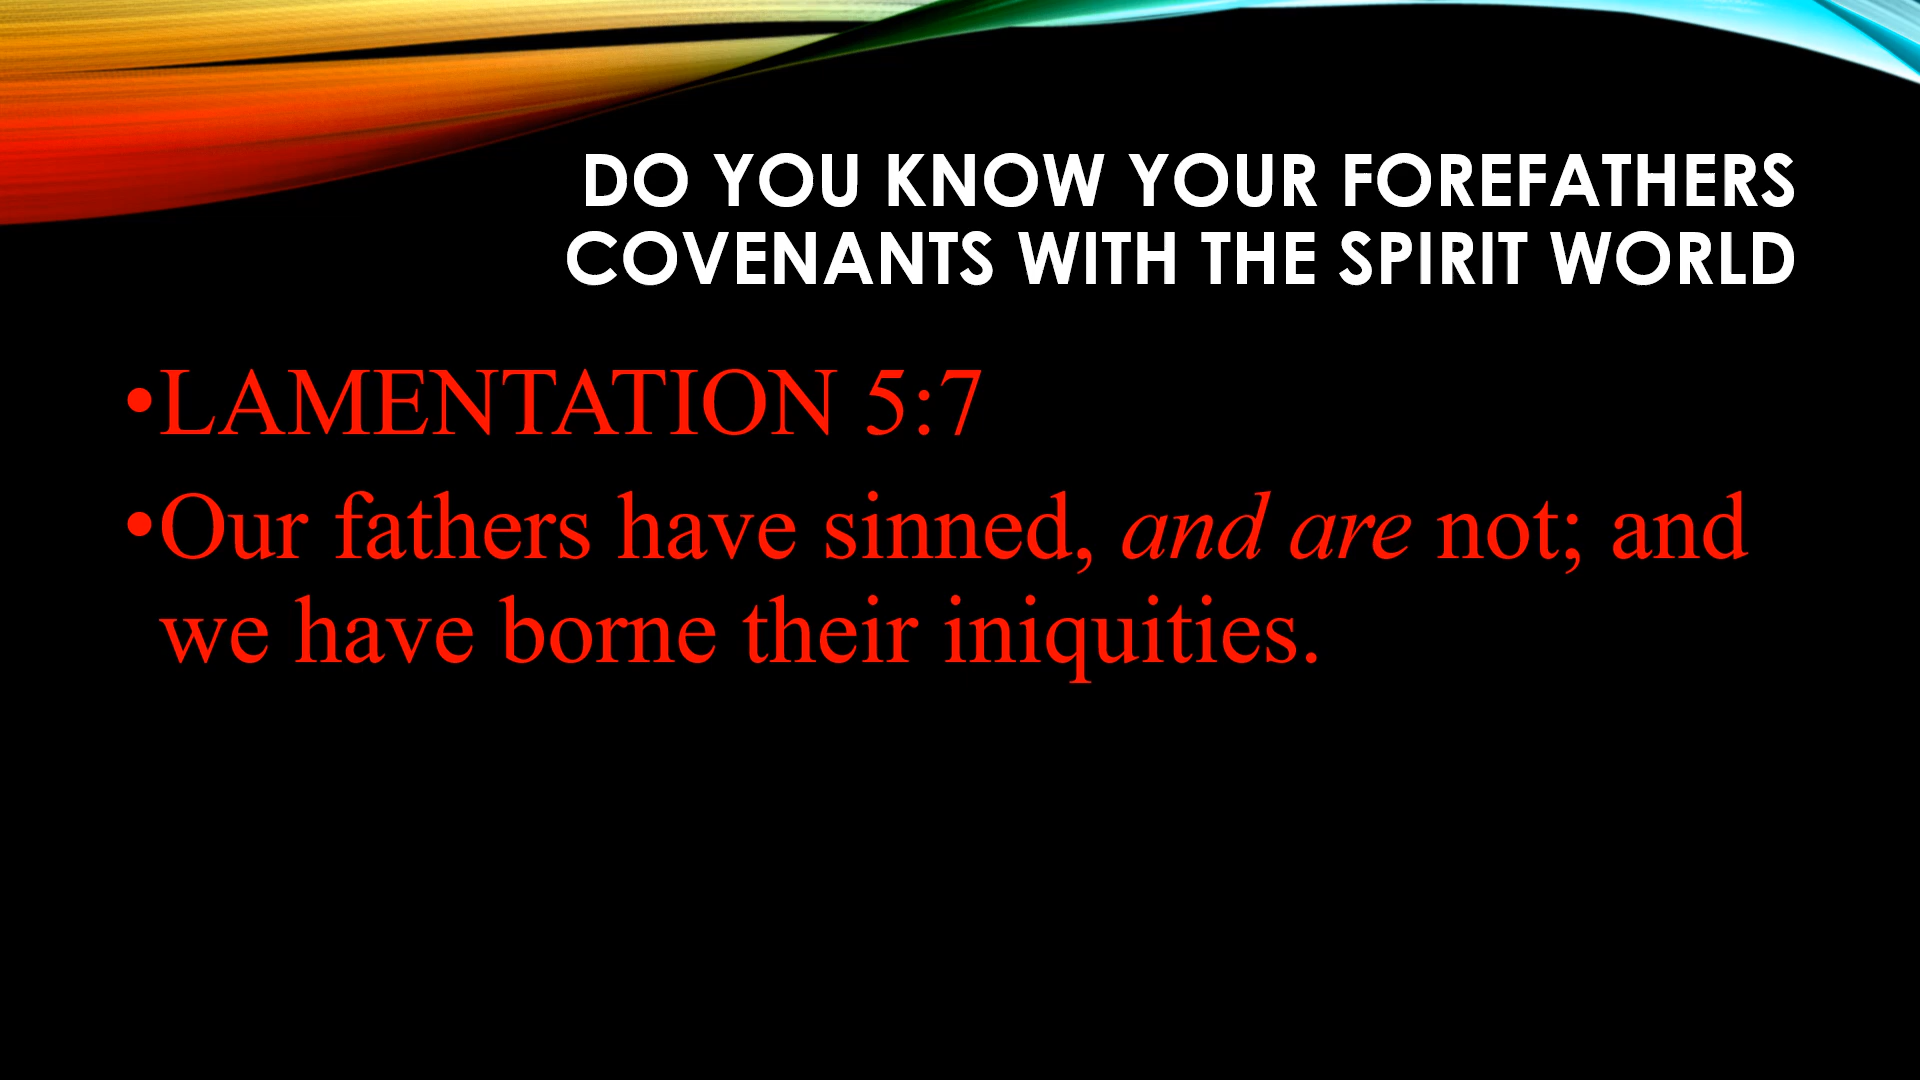 DO YOU KNOW YOUR FOREFATHERS
COVENANTS WITH THE SPIRIT WORLD
•LAMENTATION 5:7
•Our fathers have sinned, and are not; and
we have borne their iniquities.